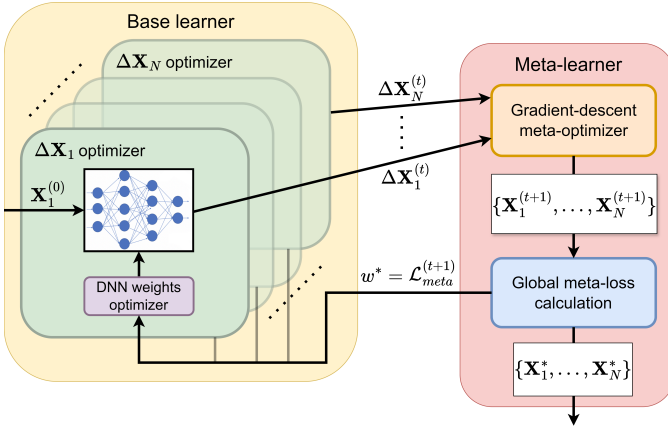 Base learner
Δ𝐗_N optimizer
Δ𝐗_1 optimizer
𝐗_1^(0)
DNN weights
optimizer
Δ𝐗_N^(t)
Δ𝐗_1^(t)
w* = ℒ_meta^(t+1)
Meta-learner
Gradient-descent
meta-optimizer
{𝐗_1^(t+1), . . . , 𝐗_N^(t+1)}
Global meta-loss
calculation
{𝐗_1^*, . . . , 𝐗_N^*}